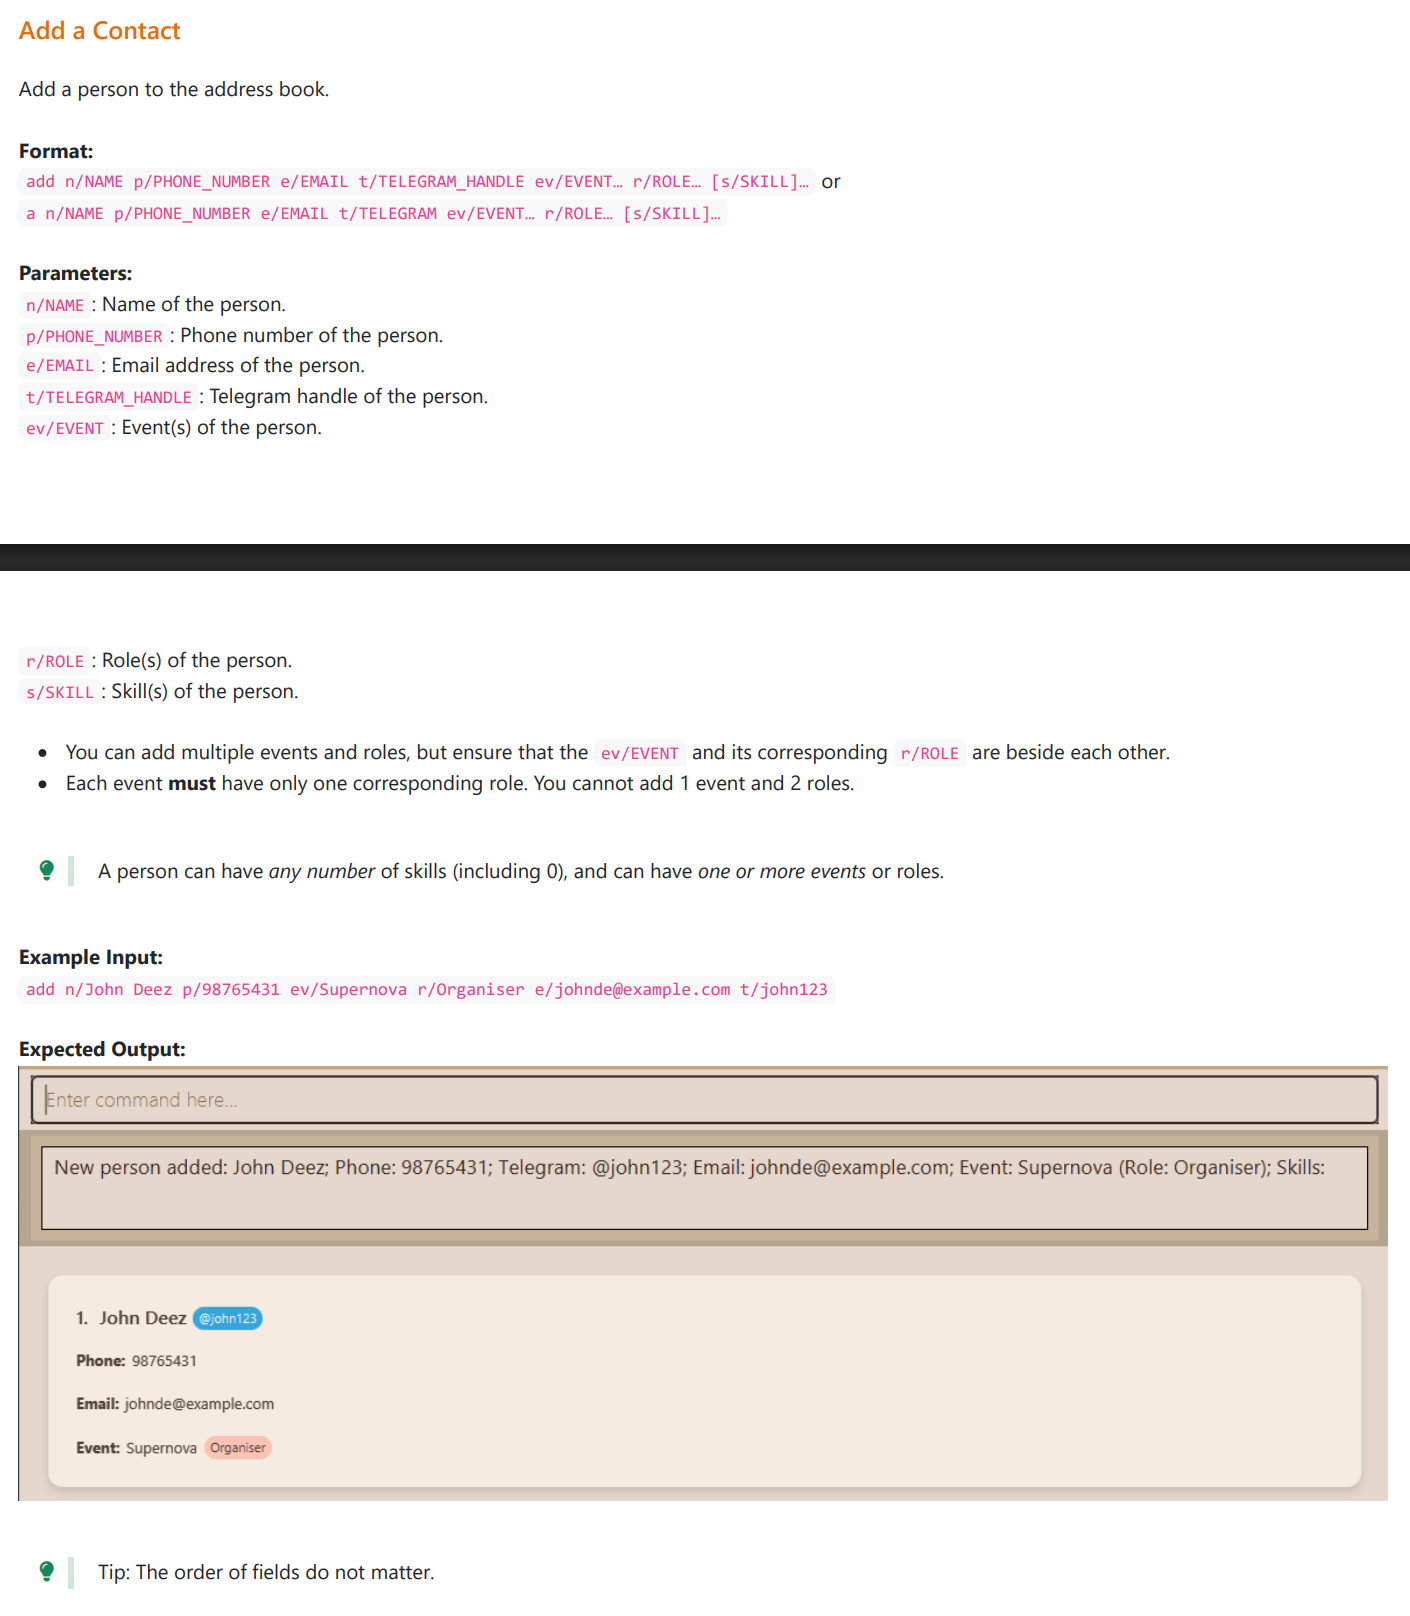 Add a Contact
Add a person to the address book.
Format:
add n/NAME p/PHONE_NUMBER e/EMAIL t/TELEGRAM_HANDLE ev/EVENT… r/ROLE… [s/SKILL]… or
a n/NAME p/PHONE_NUMBER e/EMAIL t/TELEGRAM ev/EVENT… r/ROLE… [s/SKILL]…
Parameters:
n/NAME : Name of the person.
p/PHONE_NUMBER : Phone number of the person.
e/EMAIL : Email address of the person.
t/TELEGRAM_HANDLE : Telegram handle of the person.
ev/EVENT : Event(s) of the person.
r/ROLE : Role(s) of the person.
s/SKILL : Skill(s) of the person.
• You can add multiple events and roles, but ensure that the ev/EVENT and its corresponding r/ROLE are beside each other.
• Each event must have only one corresponding role. You cannot add 1 event and 2 roles.
A person can have any number of skills (including 0), and can have one or more events or roles.
Example Input:
add n/John Deez p/98765431 ev/Supernova r/Organiser e/johnde@example.com t/john123
Expected Output:
Enter command here...
New person added: John Deez; Phone: 98765431; Telegram: @john123; Email: johnde@example.com; Event: Supernova (Role: Organiser); Skills:
1. John Deez @john123
Phone: 98765431
Email: johnde@example.com
Event: Supernova Organiser
Tip: The order of fields do not matter.